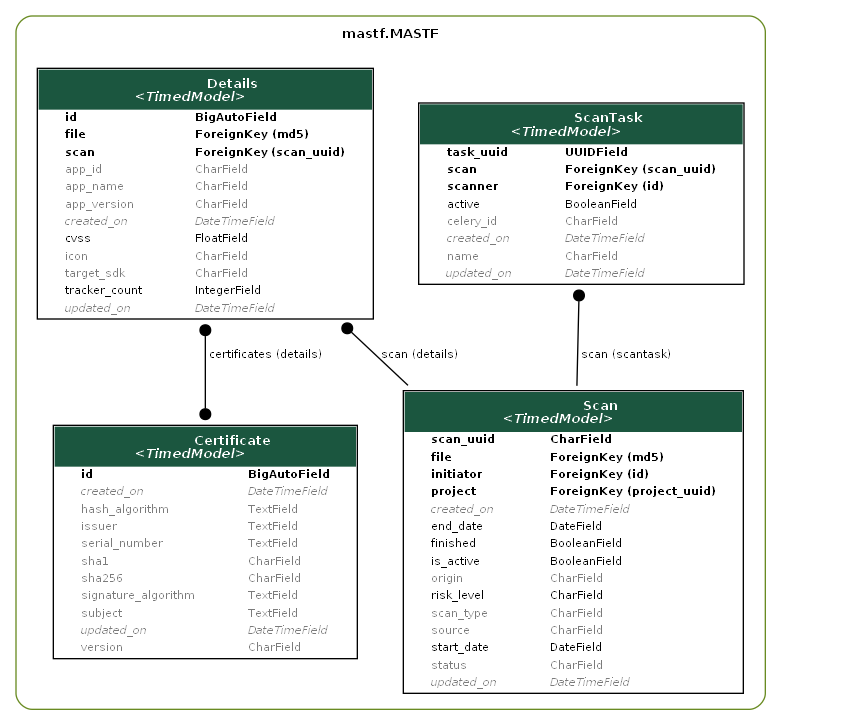 mastf.MASTF
Details
<TimedModel>
id BigAutoField
file ForeignKey (md5)
scan ForeignKey (scan_uuid)
app_id CharField
app_name CharField
app_version CharField
created_on DateTimeField
cvss FloatField
icon CharField
target_sdk CharField
tracker_count IntegerField
updated_on DateTimeField
ScanTask
<TimedModel>
task_uuid UUIDField
scan ForeignKey (scan_uuid)
scanner ForeignKey (id)
active BooleanField
celery_id CharField
created_on DateTimeField
name CharField
updated_on DateTimeField
certificates (details)
scan (details)
scan (scantask)
Certificate
<TimedModel>
id BigAutoField
created_on DateTimeField
hash_algorithm TextField
issuer TextField
serial_number TextField
sha1 CharField
sha256 CharField
signature_algorithm TextField
subject TextField
updated_on DateTimeField
version CharField
Scan
<TimedModel>
scan_uuid CharField
file ForeignKey (md5)
initiator ForeignKey (id)
project ForeignKey (project_uuid)
created_on DateTimeField
end_date DateField
finished BooleanField
is_active BooleanField
origin CharField
risk_level CharField
scan_type CharField
source CharField
start_date DateField
status CharField
updated_on DateTimeField